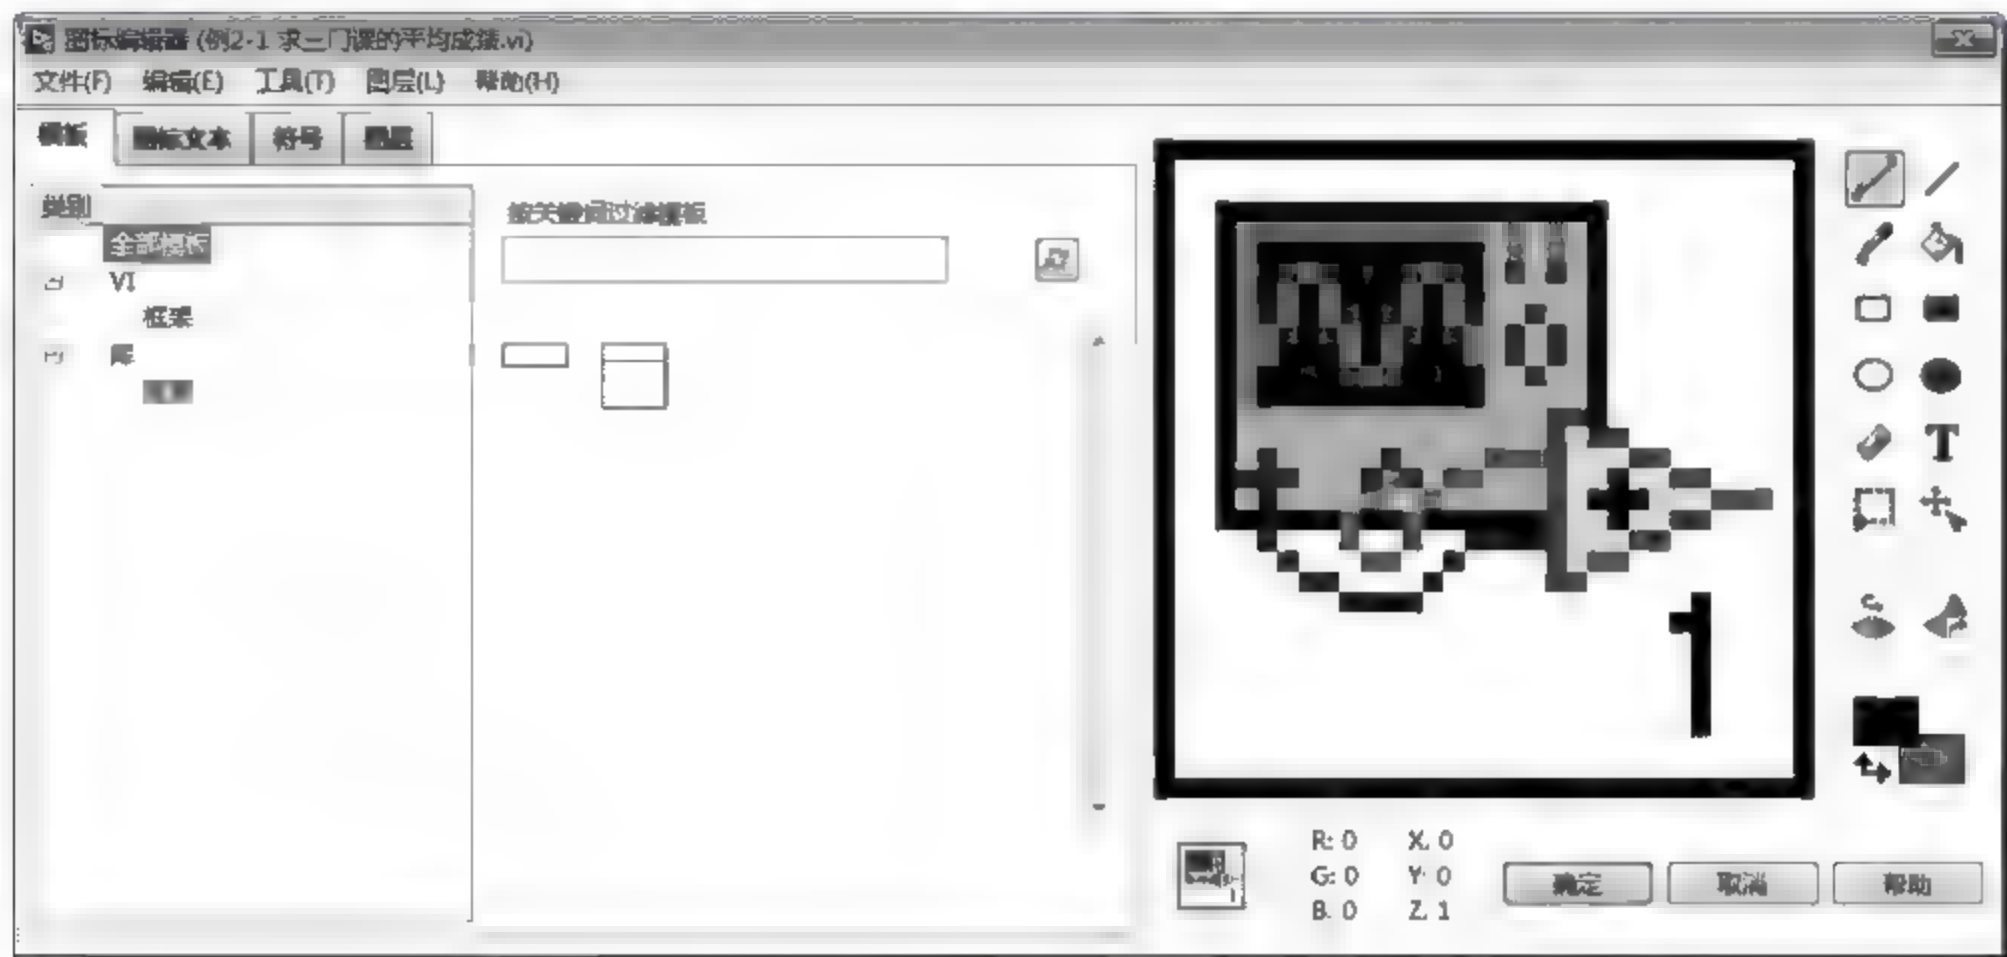 图标编辑器 (例2-1 求三门课的平均成绩.vi)
文件(F) 编辑(E) 工具(T) 图层(L) 帮助(H)
模板 图标文本 符号 图层
类别
全部模板
VI
框架
库
按关键词过滤模板
1
R: 0 X: 0
G: 0 Y: 0
B: 0 Z: 1
确定 取消 帮助